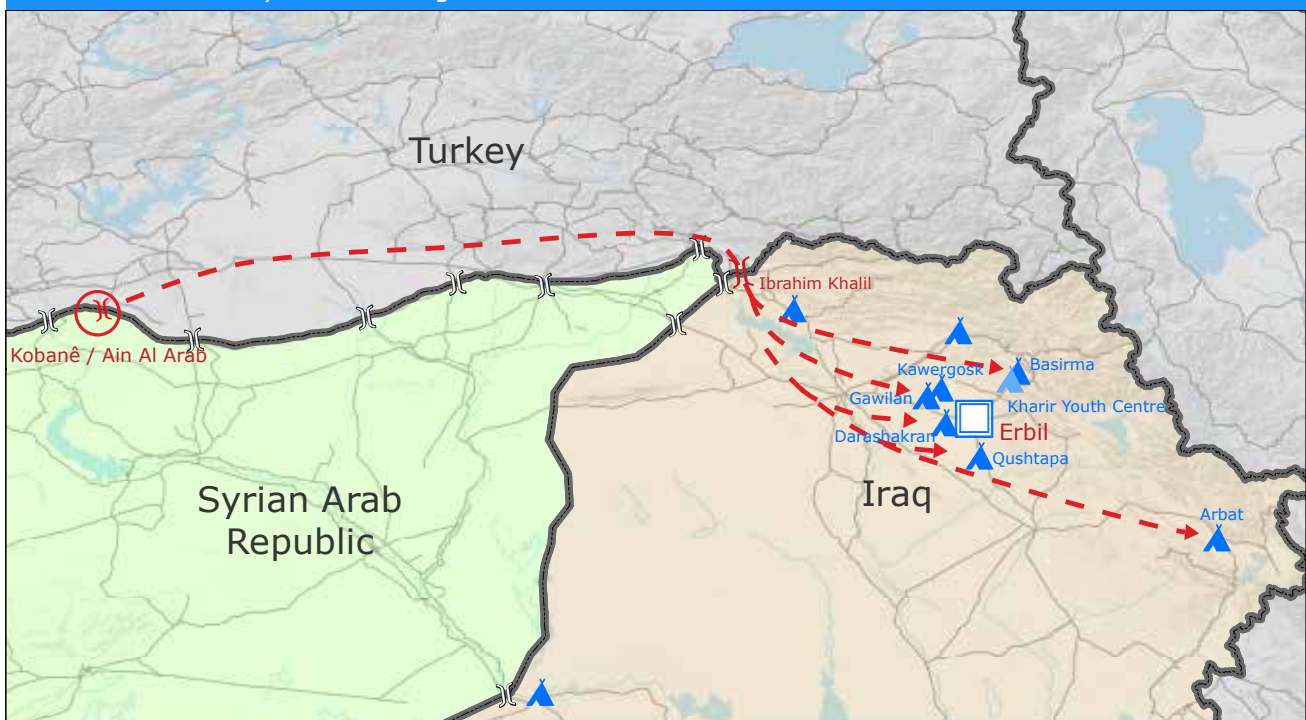 Turkey
Ibrahim Khalil
Kobanê / Ain Al Arab
Kawergosk
Basirma
Gawilan
Kharir Youth Centre
Darashakran
Erbil
Qushtapa
Syrian Arab
Republic
Iraq
Arbat